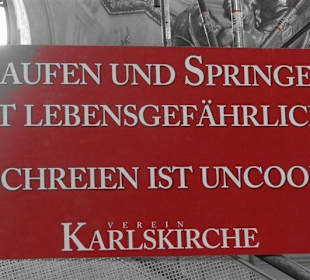 AUFEN UND SPRINGE
T LEBENSGEFÄHRLIC
CHREIEN IST UNCOO
VEREIN
KARLSKIRCHE